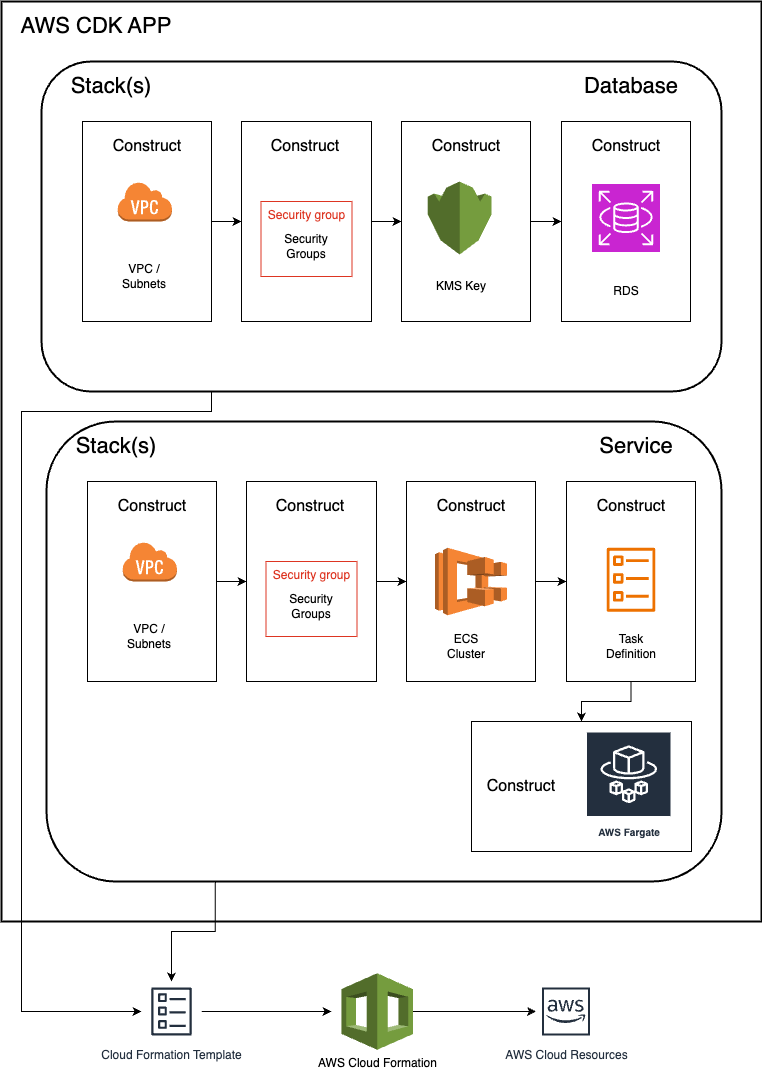 AWS CDK APP
Stack(s)
Database
Construct
Construct
Construct
Construct
VPC
Security group
Security
Groups
VPC /
Subnets
KMS Key
RDS
Stack(s)
Service
Construct
Construct
Construct
Construct
VPC
Security group
Security
Groups
VPC /
Subnets
ECS
Cluster
Task
Definition
Construct
AWS Fargate
aws
Cloud Formation Template
AWS Cloud Formation
AWS Cloud Resources